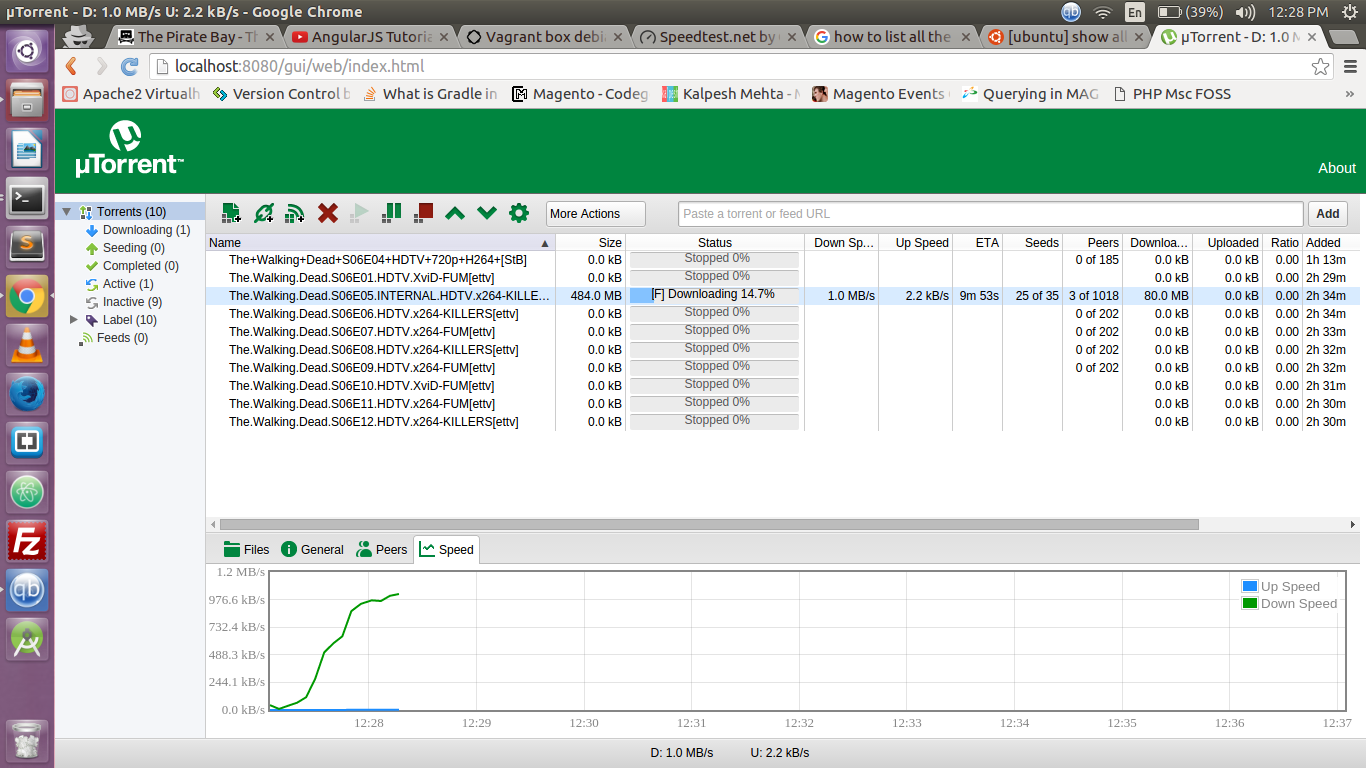 µTorrent - D: 1.0 MB/s U: 2.2 kB/s - Google Chrome En (39%) 12:28 PM
The Pirate Bay - Th AngularJS Tutoria Vagrant box debi Speedtest.net by how to list all the [ubuntu] show all µTorrent - D: 1.0 M
localhost:8080/gui/web/index.html
Apache2 Virtualh Version Control b What is Gradle in Magento - Codeg Kalpesh Mehta - M Magento Events Querying in MAG PHP Msc FOSS »
µTorrent™
About
Torrents (10)
Downloading (1)
Seeding (0)
Completed (0)
Active (1)
Inactive (9)
Label (10)
Feeds (0)
More Actions Paste a torrent or feed URL Add
Name Size Status Down Sp... Up Speed ETA Seeds Peers Downloa... Uploaded Ratio Added
The+Walking+Dead+S06E04+HDTV+720p+H264+[StB] 0.0 kB Stopped 0% 0 of 185 0.0 kB 0.0 kB 0.00 1h 13m
The.Walking.Dead.S06E01.HDTV.XviD-FUM[ettv] 0.0 kB Stopped 0% 0.0 kB 0.0 kB 0.00 2h 29m
The.Walking.Dead.S06E05.INTERNAL.HDTV.x264-KILLE... 484.0 MB [F] Downloading 14.7% 1.0 MB/s 2.2 kB/s 9m 53s 25 of 35 3 of 1018 80.0 MB 0.0 kB 0.00 2h 34m
The.Walking.Dead.S06E06.HDTV.x264-KILLERS[ettv] 0.0 kB Stopped 0% 0 of 202 0.0 kB 0.0 kB 0.00 2h 34m
The.Walking.Dead.S06E07.HDTV.x264-FUM[ettv] 0.0 kB Stopped 0% 0 of 202 0.0 kB 0.0 kB 0.00 2h 33m
The.Walking.Dead.S06E08.HDTV.x264-KILLERS[ettv] 0.0 kB Stopped 0% 0 of 202 0.0 kB 0.0 kB 0.00 2h 32m
The.Walking.Dead.S06E09.HDTV.x264-FUM[ettv] 0.0 kB Stopped 0% 0 of 202 0.0 kB 0.0 kB 0.00 2h 32m
The.Walking.Dead.S06E10.HDTV.XviD-FUM[ettv] 0.0 kB Stopped 0% 0.0 kB 0.0 kB 0.00 2h 31m
The.Walking.Dead.S06E11.HDTV.x264-FUM[ettv] 0.0 kB Stopped 0% 0.0 kB 0.0 kB 0.00 2h 30m
The.Walking.Dead.S06E12.HDTV.x264-KILLERS[ettv] 0.0 kB Stopped 0% 0.0 kB 0.0 kB 0.00 2h 30m
Files General Peers Speed
1.2 MB/s
976.6 kB/s
732.4 kB/s
488.3 kB/s
244.1 kB/s
0.0 kB/s
Up Speed
Down Speed
12:28 12:29 12:30 12:31 12:32 12:33 12:34 12:35 12:36 12:37
D: 1.0 MB/s U: 2.2 kB/s